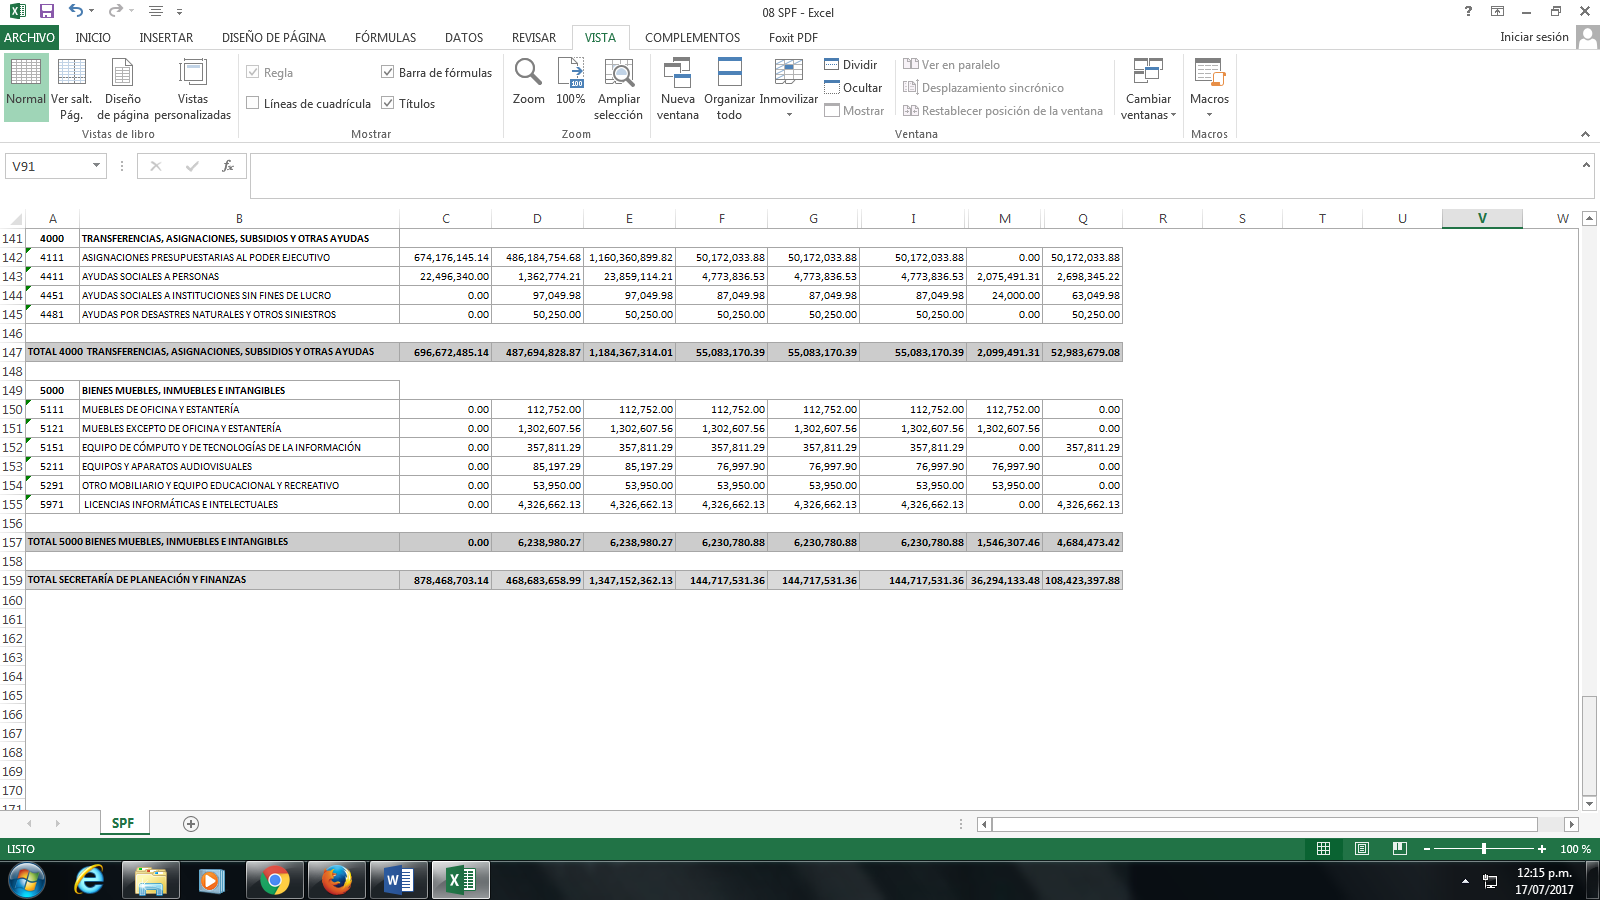 08 SPF - Excel
ARCHIVO INICIO INSERTAR DISEÑO DE PÁGINA FÓRMULAS DATOS REVISAR VISTA COMPLEMENTOS Foxit PDF Iniciar sesión
Normal Ver salt. Pág. Diseño de página Vistas personalizadas
Vistas de libro
Regla Barra de fórmulas
Líneas de cuadrícula Títulos
Mostrar
Zoom 100% Ampliar selección
Zoom
Nueva ventana Organizar todo Inmovilizar
Dividir
Ocultar
Mostrar
Ver en paralelo
Desplazamiento sincrónico
Restablecer posición de la ventana
Cambiar ventanas
Ventana
Macros
Macros
V91 fx
A B C D E F G I M Q R S T U V W
141 4000 TRANSFERENCIAS, ASIGNACIONES, SUBSIDIOS Y OTRAS AYUDAS
142 4111 ASIGNACIONES PRESUPUESTARIAS AL PODER EJECUTIVO 674,176,145.14 486,184,754.68 1,160,360,899.82 50,172,033.88 50,172,033.88 50,172,033.88 0.00 50,172,033.88
143 4411 AYUDAS SOCIALES A PERSONAS 22,496,340.00 1,362,774.21 23,859,114.21 4,773,836.53 4,773,836.53 4,773,836.53 2,075,491.31 2,698,345.22
144 4451 AYUDAS SOCIALES A INSTITUCIONES SIN FINES DE LUCRO 0.00 97,049.98 97,049.98 87,049.98 87,049.98 87,049.98 24,000.00 63,049.98
145 4481 AYUDAS POR DESASTRES NATURALES Y OTROS SINIESTROS 0.00 50,250.00 50,250.00 50,250.00 50,250.00 50,250.00 0.00 50,250.00
146
147 TOTAL 4000 TRANSFERENCIAS, ASIGNACIONES, SUBSIDIOS Y OTRAS AYUDAS 696,672,485.14 487,694,828.87 1,184,367,314.01 55,083,170.39 55,083,170.39 55,083,170.39 2,099,491.31 52,983,679.08
148
149 5000 BIENES MUEBLES, INMUEBLES E INTANGIBLES
150 5111 MUEBLES DE OFICINA Y ESTANTERÍA 0.00 112,752.00 112,752.00 112,752.00 112,752.00 112,752.00 112,752.00 0.00
151 5121 MUEBLES EXCEPTO DE OFICINA Y ESTANTERÍA 0.00 1,302,607.56 1,302,607.56 1,302,607.56 1,302,607.56 1,302,607.56 1,302,607.56 0.00
152 5151 EQUIPO DE CÓMPUTO Y DE TECNOLOGÍAS DE LA INFORMACIÓN 0.00 357,811.29 357,811.29 357,811.29 357,811.29 357,811.29 0.00 357,811.29
153 5211 EQUIPOS Y APARATOS AUDIOVISUALES 0.00 85,197.29 85,197.29 76,997.90 76,997.90 76,997.90 76,997.90 0.00
154 5291 OTRO MOBILIARIO Y EQUIPO EDUCACIONAL Y RECREATIVO 0.00 53,950.00 53,950.00 53,950.00 53,950.00 53,950.00 53,950.00 0.00
155 5971 LICENCIAS INFORMÁTICAS E INTELECTUALES 0.00 4,326,662.13 4,326,662.13 4,326,662.13 4,326,662.13 4,326,662.13 0.00 4,326,662.13
156
157 TOTAL 5000 BIENES MUEBLES, INMUEBLES E INTANGIBLES 0.00 6,238,980.27 6,238,980.27 6,230,780.88 6,230,780.88 6,230,780.88 1,546,307.46 4,684,473.42
158
159 TOTAL SECRETARÍA DE PLANEACIÓN Y FINANZAS 878,468,703.14 468,683,658.99 1,347,152,362.13 144,717,531.36 144,717,531.36 144,717,531.36 36,294,133.48 108,423,397.88
160
161
162
163
164
165
166
167
168
169
170
171
SPF
LISTO 100 %
12:15 p.m.
17/07/2017